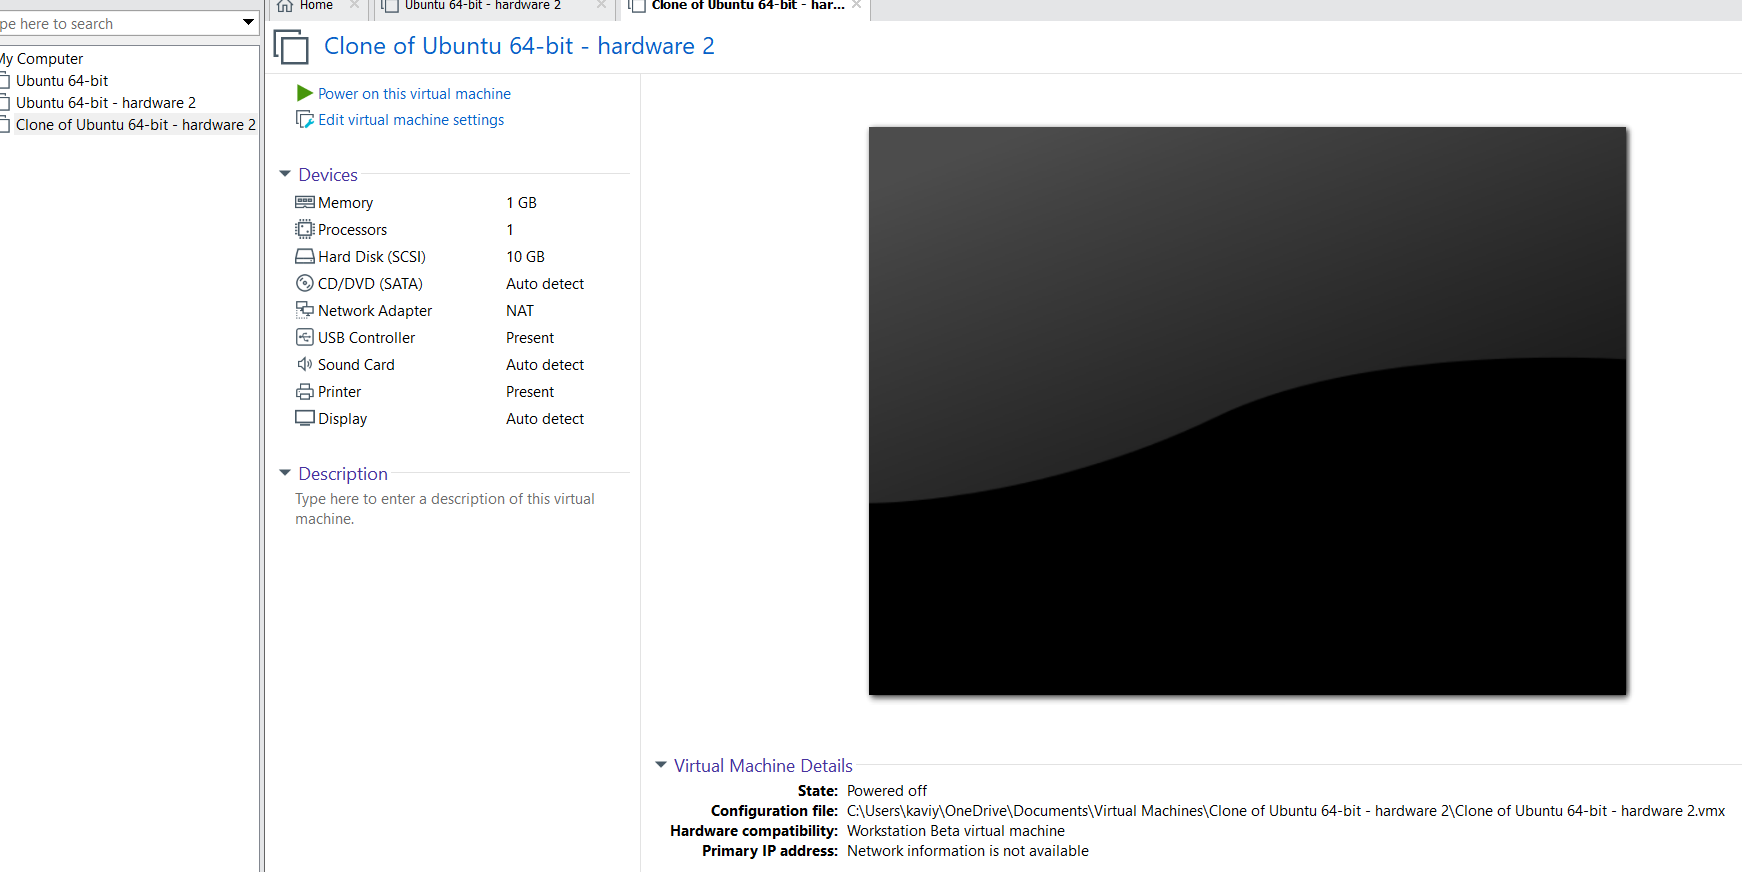 Home
Ubuntu 64-bit - hardware 2
Clone of Ubuntu 64-bit - har...
pe here to search
My Computer
Ubuntu 64-bit
Ubuntu 64-bit - hardware 2
Clone of Ubuntu 64-bit - hardware 2
Clone of Ubuntu 64-bit - hardware 2
Power on this virtual machine
Edit virtual machine settings
Devices
Memory 1 GB
Processors 1
Hard Disk (SCSI) 10 GB
CD/DVD (SATA) Auto detect
Network Adapter NAT
USB Controller Present
Sound Card Auto detect
Printer Present
Display Auto detect
Description
Type here to enter a description of this virtual
machine.
Virtual Machine Details
State: Powered off
Configuration file: C:\Users\kaviy\OneDrive\Documents\Virtual Machines\Clone of Ubuntu 64-bit - hardware 2\Clone of Ubuntu 64-bit - hardware 2.vmx
Hardware compatibility: Workstation Beta virtual machine
Primary IP address: Network information is not available